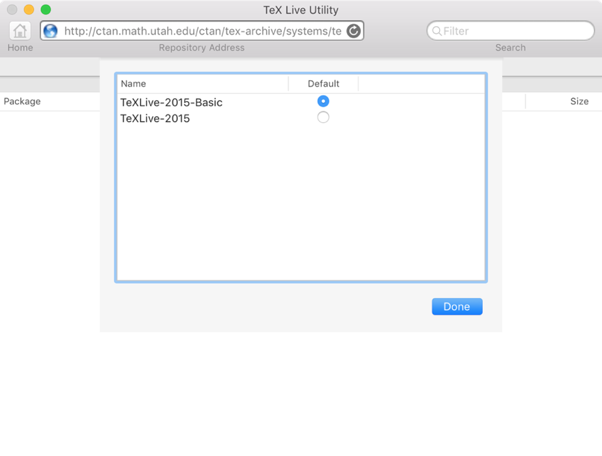 TeX Live Utility
http://ctan.math.utah.edu/ctan/tex-archive/systems/te
Filter
Home
Repository Address
Search
Name
Default
Package
Size
TeXLive-2015-Basic
TeXLive-2015
Done